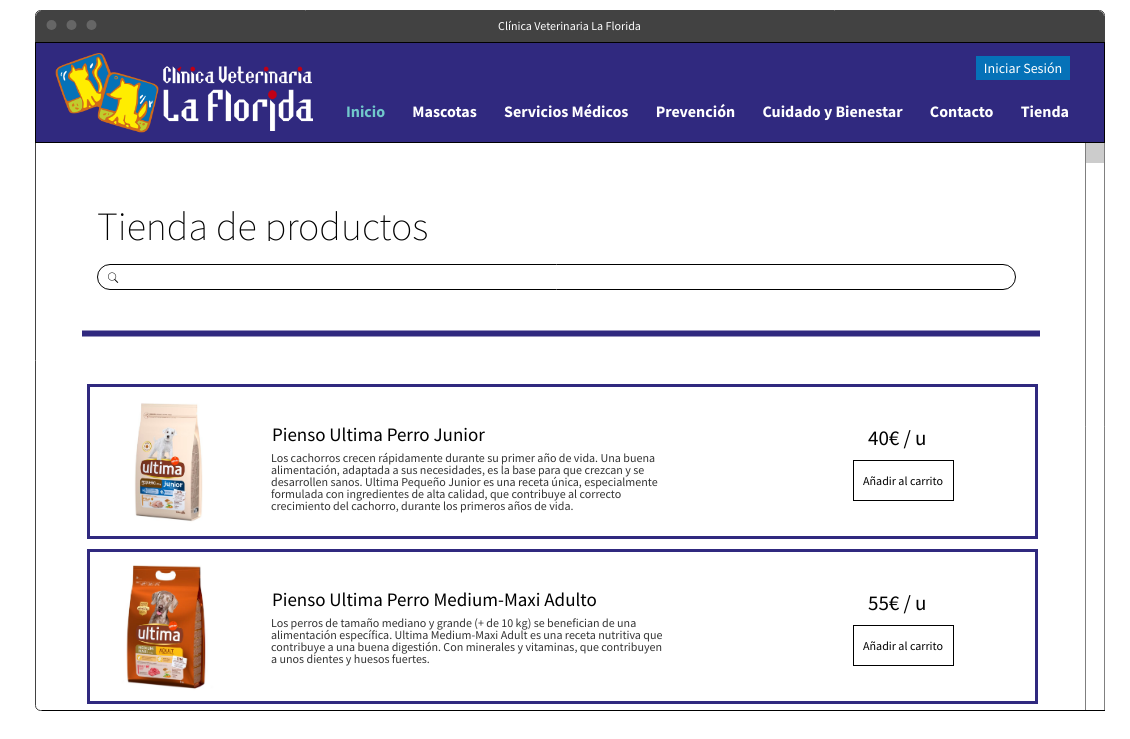 Clínica Veterinaria La Florida
Clínica Veterinaria
La Florida
Iniciar Sesión
Inicio Mascotas Servicios Médicos Prevención Cuidado y Bienestar Contacto Tienda
Tienda de productos
Pienso Ultima Perro Junior
Los cachorros crecen rápidamente durante su primer año de vida. Una buena
alimentación, adaptada a sus necesidades, es la base para que crezcan y se
desarrollen sanos. Ultima Pequeño Junior es una receta única, especialmente
formulada con ingredientes de alta calidad, que contribuye al correcto
crecimiento del cachorro, durante los primeros años de vida.
40€ / u
Añadir al carrito
ultima
Junior
Pienso Ultima Perro Medium-Maxi Adulto
Los perros de tamaño mediano y grande (+ de 10 kg) se benefician de una
alimentación específica. Ultima Medium-Maxi Adult es una receta nutritiva que
contribuye a una buena digestión. Con minerales y vitaminas, que contribuyen
a unos dientes y huesos fuertes.
55€ / u
Añadir al carrito
ultima
ADULT